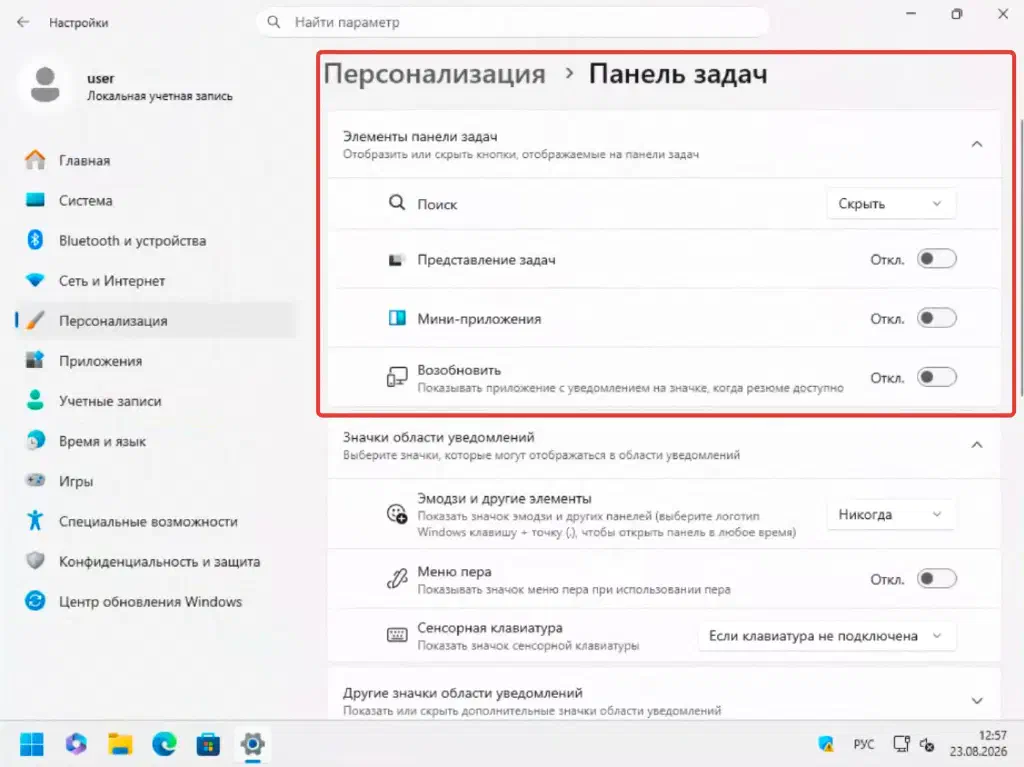 Настройки
Найти параметр
user
Локальная учетная запись
Главная
Система
Bluetooth и устройства
Сеть и Интернет
Персонализация
Приложения
Учетные записи
Время и язык
Игры
Специальные возможности
Конфиденциальность и защита
Центр обновления Windows
Персонализация > Панель задач
Элементы панели задач
Отобразить или скрыть кнопки, отображаемые на панели задач
Поиск
Скрыть
Представление задач
Откл.
Мини-приложения
Откл.
Возобновить
Показывать приложение с уведомлением на значке, когда резюме доступно
Откл.
Значки области уведомлений
Выберите значки, которые могут отображаться в области уведомлений
Эмодзи и другие элементы
Показать значок эмодзи и других панелей (выберите логотип
Windows клавишу + точку (.), чтобы открыть панель в любое время)
Никогда
Меню пера
Показывать значок меню пера при использовании пера
Откл.
Сенсорная клавиатура
Показать значок сенсорной клавиатуры
Если клавиатура не подключена
Другие значки области уведомлений
Показать или скрыть дополнительные значки области уведомлений
РУС
12:57
23.08.2026